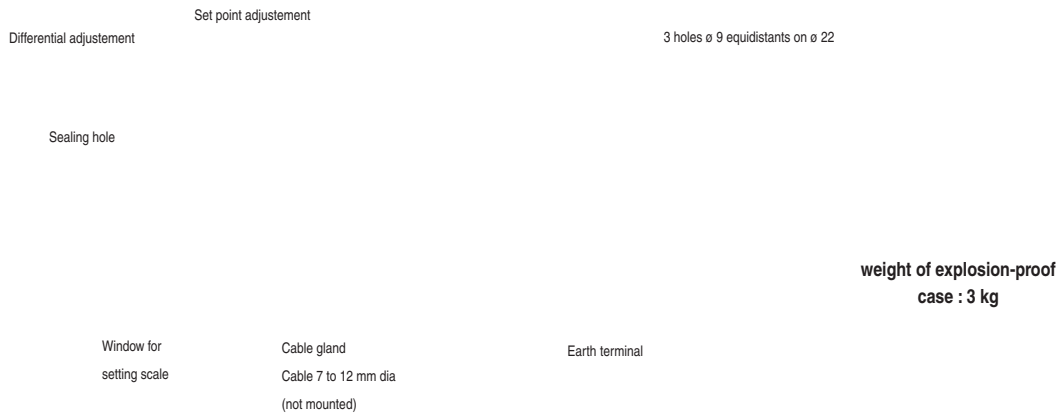 Set point adjustement
Differential adjustement
3 holes ø 9 equidistants on ø 22
Sealing hole
weight of explosion-proof
case : 3 kg
Window for
setting scale
Cable gland
Cable 7 to 12 mm dia
(not mounted)
Earth terminal